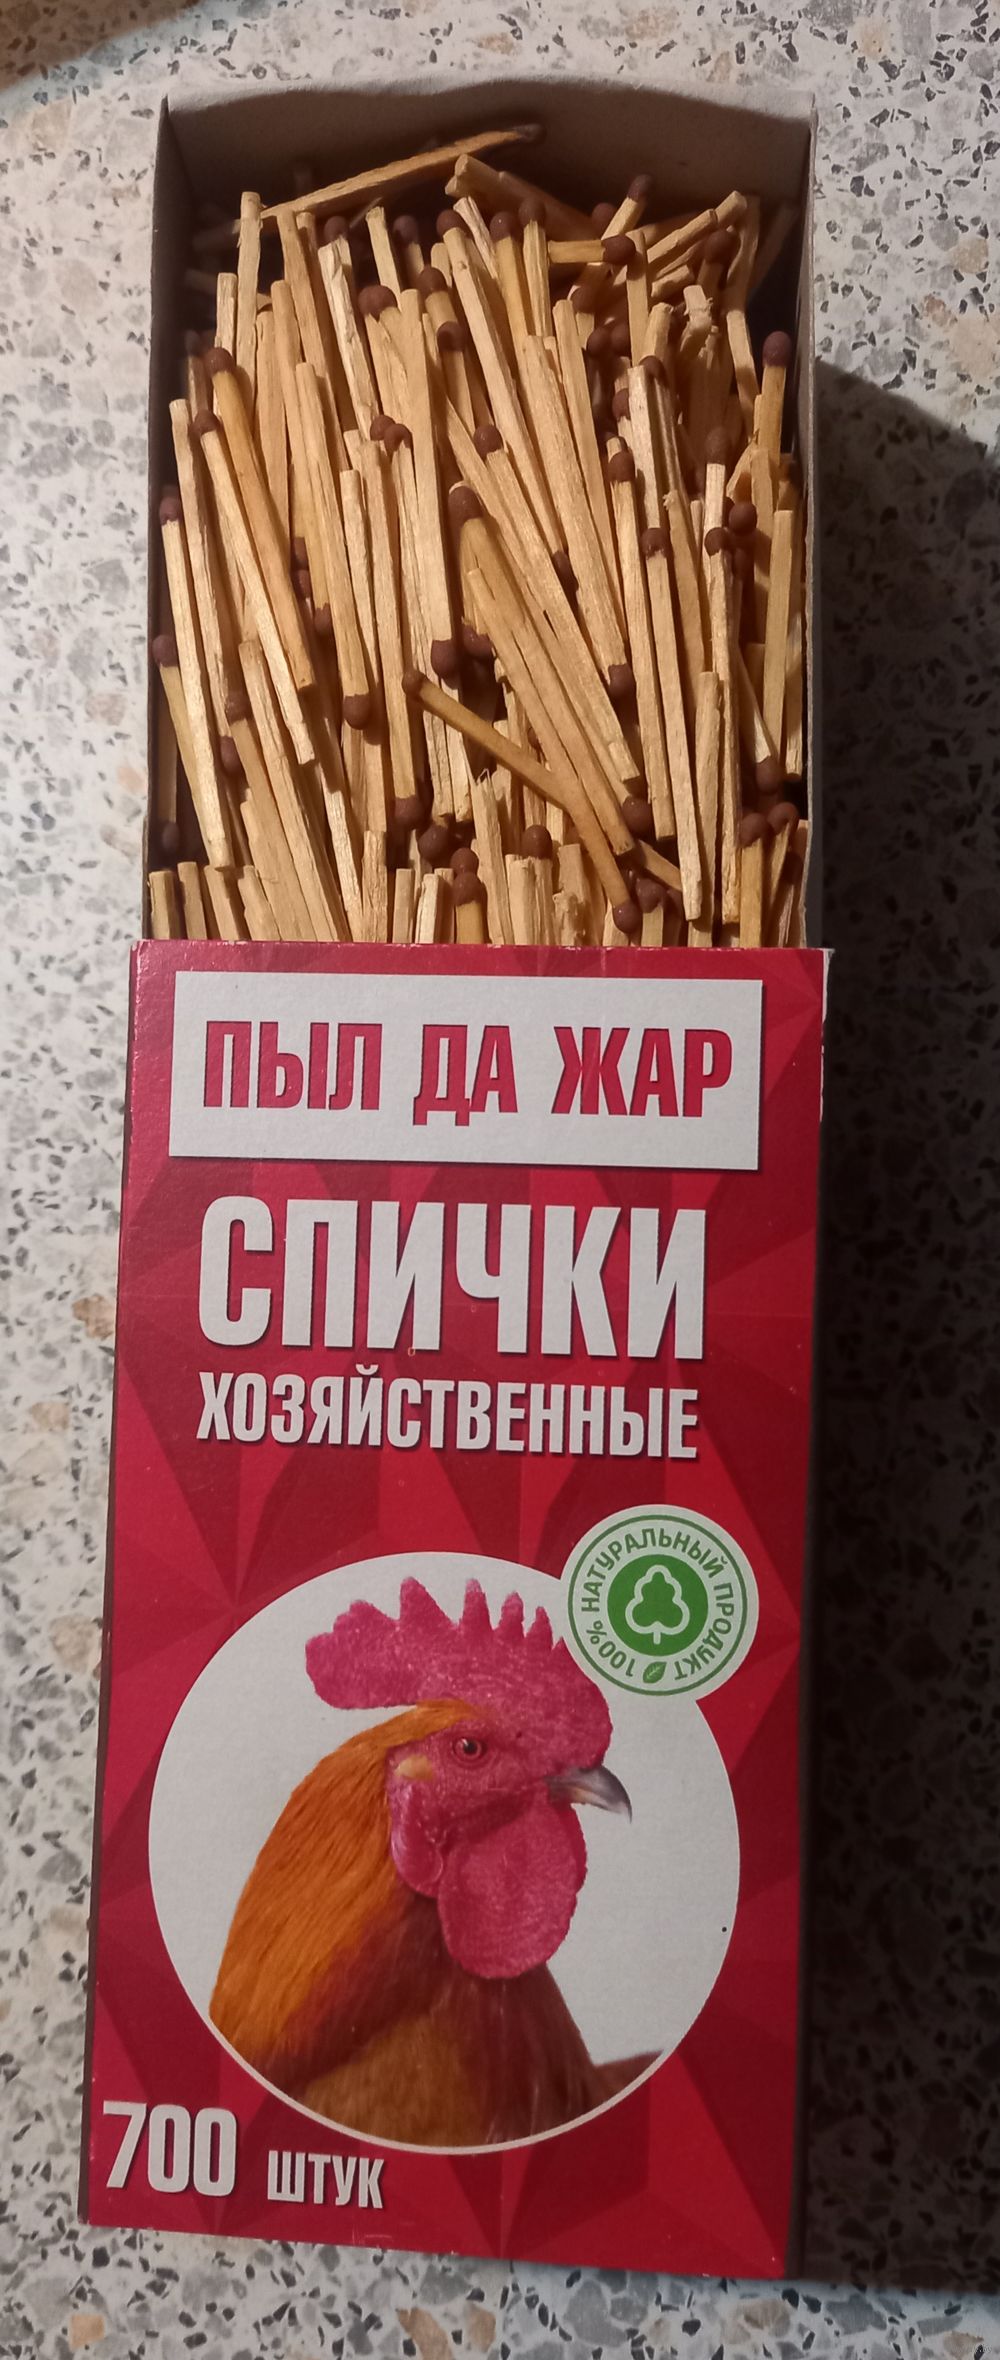 ПЫЛ ДА ЖАР
СПИЧКИ
ХОЗЯЙСТВЕННЫЕ
100% НАТУРАЛЬНЫЙ ПРОДУКТ
700 ШТУК